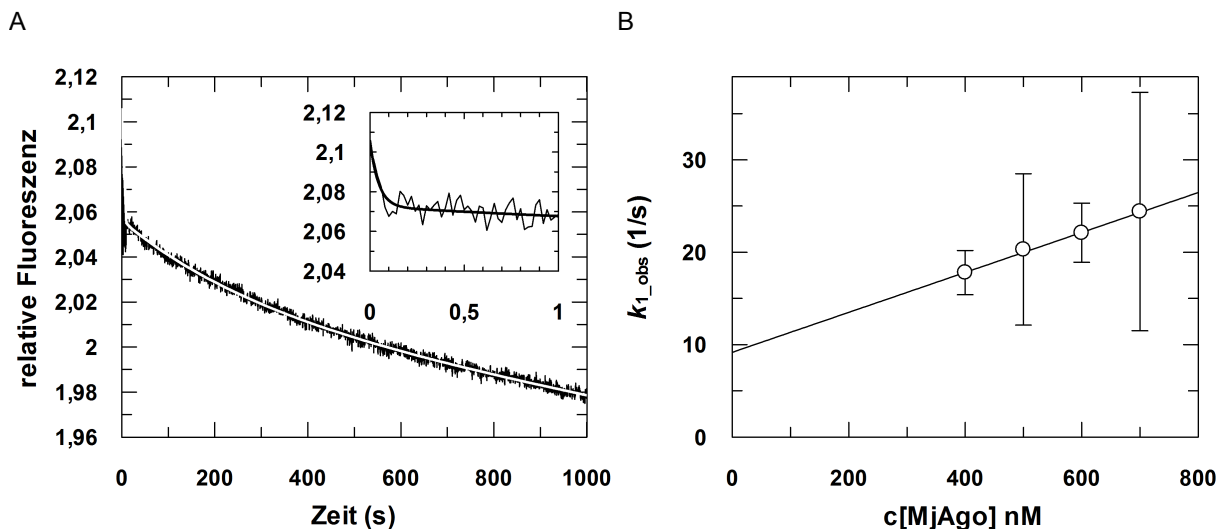 A
B
relative Fluoreszenz
2,12
2,1
2,08
2,06
2,04
2,02
2
1,98
1,96
0 200 400 600 800 1000
Zeit (s)
2,12
2,1
2,08
2,06
2,04
0 0,5 1
k1_obs (1/s)
30
20
10
0
0 200 400 600 800
c[MjAgo] nM